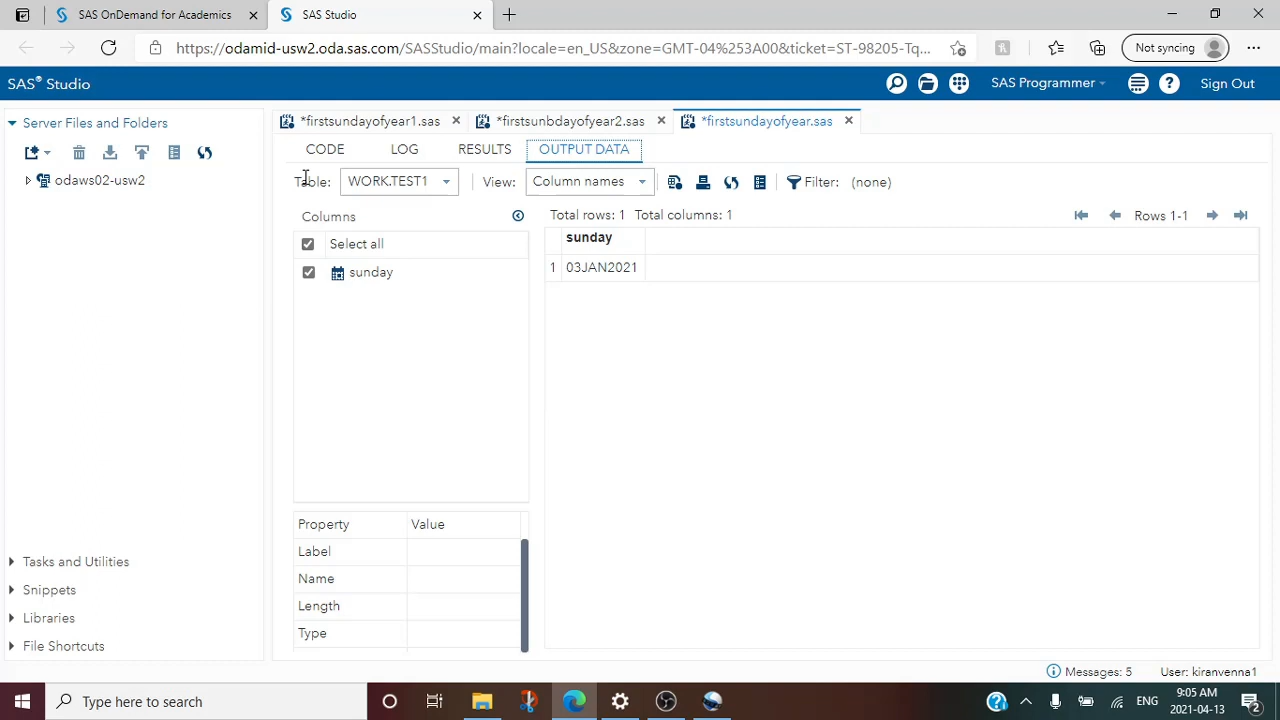 SAS OnDemand for Academics
SAS Studio
https://odamid-usw2.oda.sas.com/SASStudio/main?locale=en_US&zone=GMT-04%253A00&ticket=ST-98205-Tq...
Not syncing
SAS® Studio
SAS Programmer
Sign Out
Server Files and Folders
*firstsundayofyear1.sas
*firstsunbdayofyear2.sas
*firstsundayofyear.sas
CODE LOG RESULTS OUTPUT DATA
odaws02-usw2
Table: WORK.TEST1 View: Column names Filter: (none)
Columns
Total rows: 1 Total columns: 1
Rows 1-1
Select all
sunday
sunday
1 03JAN2021
Property Value
Label
Name
Length
Type
Tasks and Utilities
Snippets
Libraries
File Shortcuts
Messages: 5 User: kiranvenna1
Type here to search
ENG
9:05 AM
2021-04-13
2